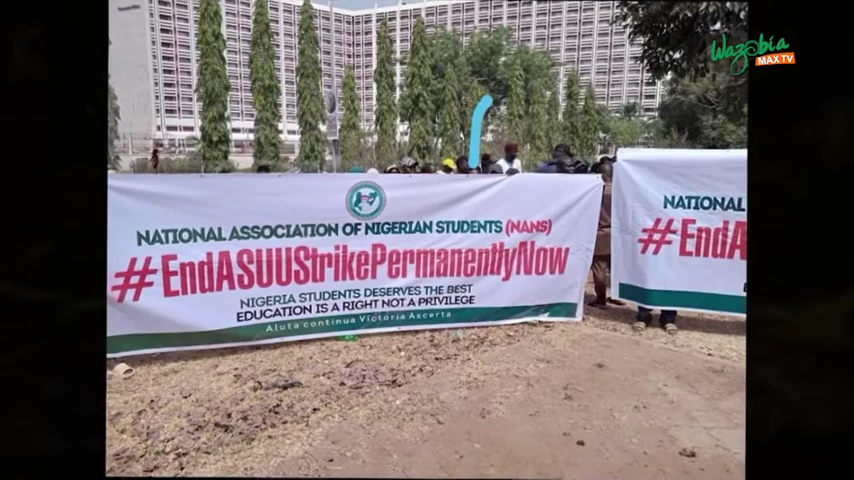 Wazobia
MAX TV
NATIONAL ASSOCIATION OF NIGERIAN STUDENTS (NANS)
#EndASUUStrikePermanentlyNow
NIGERIA STUDENTS DESERVES THE BEST
EDUCATION IS A RIGHT NOT A PRIVILEGE
Aluta continua Victoria Ascerta
NATIONAL
#EndA